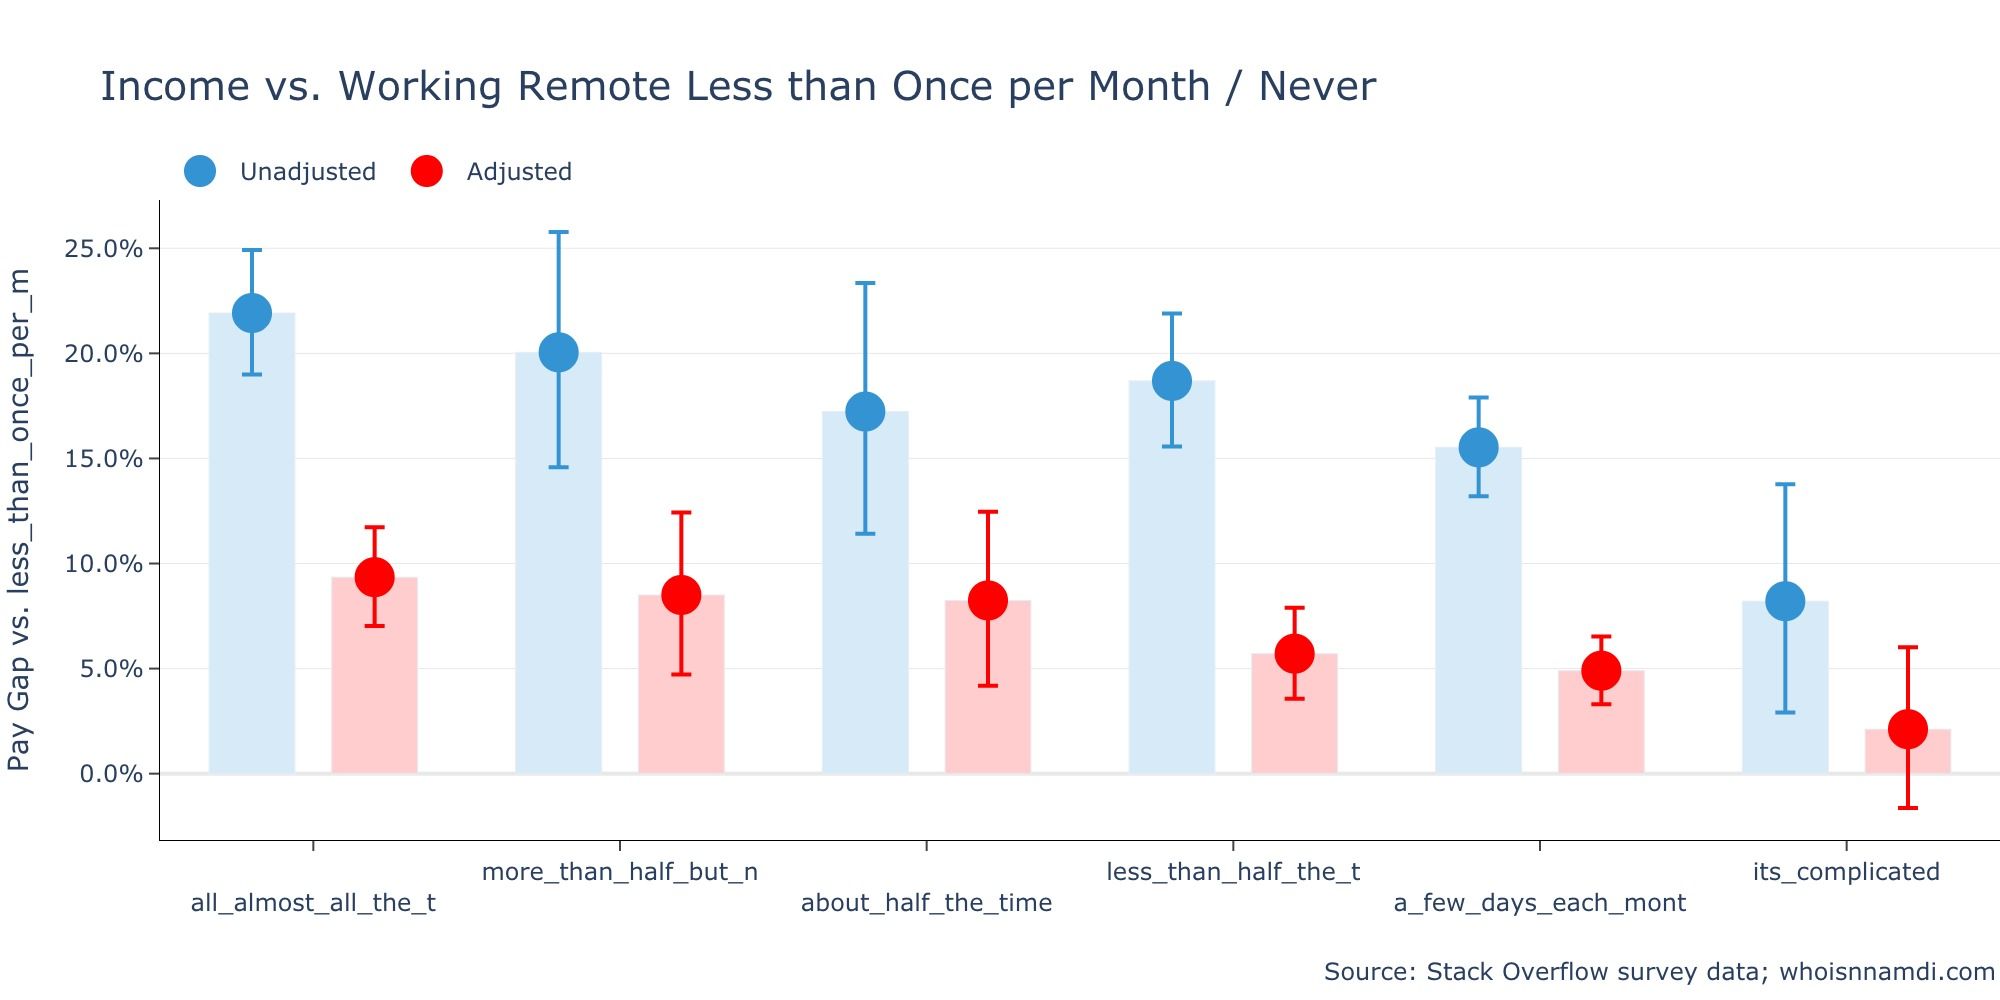 Income vs. Working Remote Less than Once per Month / Never
Unadjusted
Adjusted
Pay Gap vs. less_than_once_per_m
25.0%
20.0%
15.0%
10.0%
5.0%
0.0%
all_almost_all_the_t
more_than_half_but_n
about_half_the_time
less_than_half_the_t
a_few_days_each_mont
its_complicated
Source: Stack Overflow survey data; whoisnnamdi.com